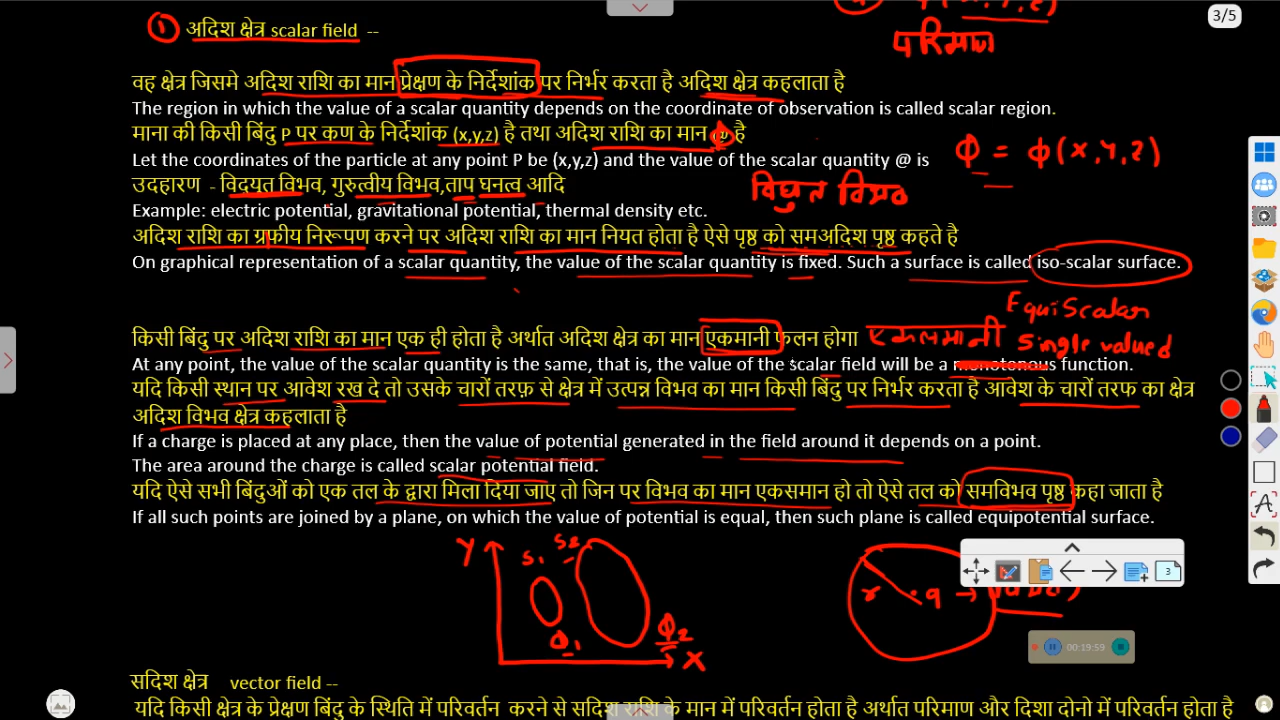 3/5
परिमाण
① अदिश क्षेत्र scalar field --
वह क्षेत्र जिसमे अदिश राशि का मान प्रेक्षण के निर्देशांक पर निर्भर करता है अदिश क्षेत्र कहलाता है
The region in which the value of a scalar quantity depends on the coordinate of observation is called scalar region.
माना की किसी बिंदु P पर कण के निर्देशांक (x,y,z) है तथा अदिश राशि का मान ϕ है
ϕ = ϕ(x,y,z)
Let the coordinates of the particle at any point P be (x,y,z) and the value of the scalar quantity @ is
उदहारण - विदयत विभव, गुरुत्वीय विभव,ताप घनत्व आदि
विद्युत विभव
Example: electric potential, gravitational potential, thermal density etc.
अदिश राशि का ग्रफीय निरूपण करने पर अदिश राशि का मान नियत होता है ऐसे पृष्ठ को समअदिश पृष्ठ कहते है
On graphical representation of a scalar quantity, the value of the scalar quantity is fixed. Such a surface is called iso-scalar surface.
Equiscalar
किसी बिंदु पर अदिश राशि का मान एक ही होता है अर्थात अदिश क्षेत्र का मान एकमानी फलन होगा
एकलमानी single valued
At any point, the value of the scalar quantity is the same, that is, the value of the scalar field will be a monotonous function.
यदि किसी स्थान पर आवेश रख दे तो उसके चारों तरफ़ से क्षेत्र में उत्पन्न विभव का मान किसी बिंदु पर निर्भर करता है आवेश के चारों तरफ का क्षेत्र
अदिश विभव क्षेत्र कहलाता है
If a charge is placed at any place, then the value of potential generated in the field around it depends on a point.
The area around the charge is called scalar potential field.
यदि ऐसे सभी बिंदुओं को एक तल के द्वारा मिला दिया जाए तो जिन पर विभव का मान एकसमान हो तो ऐसे तल को समविभव पृष्ठ कहा जाता है
If all such points are joined by a plane, on which the value of potential is equal, then such plane is called equipotential surface.
Y S1 S2
r q →
ϕ1 ϕ2
X
3
00:19:59
सदिश क्षेत्र vector field --
यदि किसी क्षेत्र के प्रेक्षण बिंदु के स्थिति में परिवर्तन करने से सदिश राशि के मान में परिवर्तन होता है अर्थात परिमाण और दिशा दोनो में परिवर्तन होता है